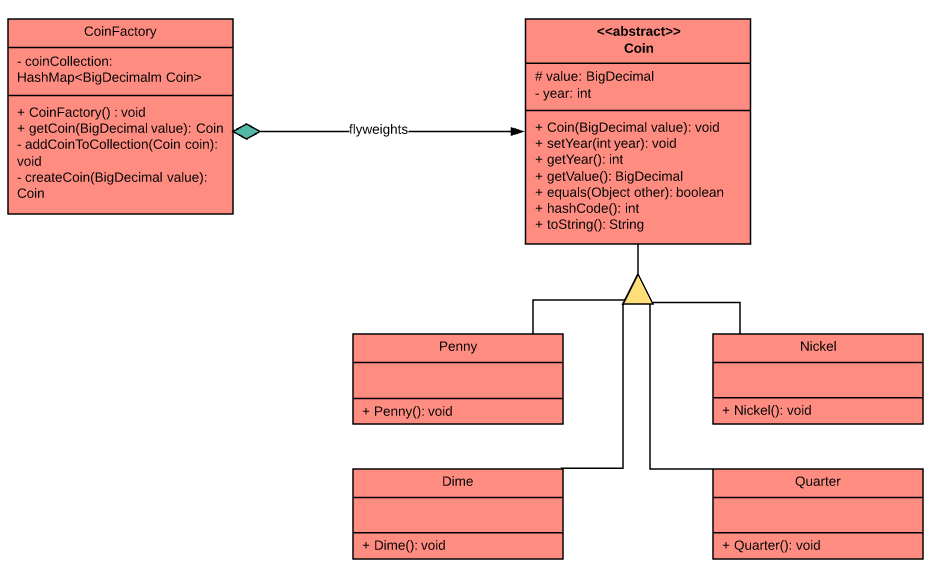 CoinFactory
- coinCollection:
HashMap<BigDecimalm Coin>
+ CoinFactory() : void
+ getCoin(BigDecimal value): Coin
- addCoinToCollection(Coin coin):
void
- createCoin(BigDecimal value):
Coin
flyweights
<<abstract>>
Coin
# value: BigDecimal
- year: int
+ Coin(BigDecimal value): void
+ setYear(int year): void
+ getYear(): int
+ getValue(): BigDecimal
+ equals(Object other): boolean
+ hashCode(): int
+ toString(): String
Penny
+ Penny(): void
Nickel
+ Nickel(): void
Dime
+ Dime(): void
Quarter
+ Quarter(): void